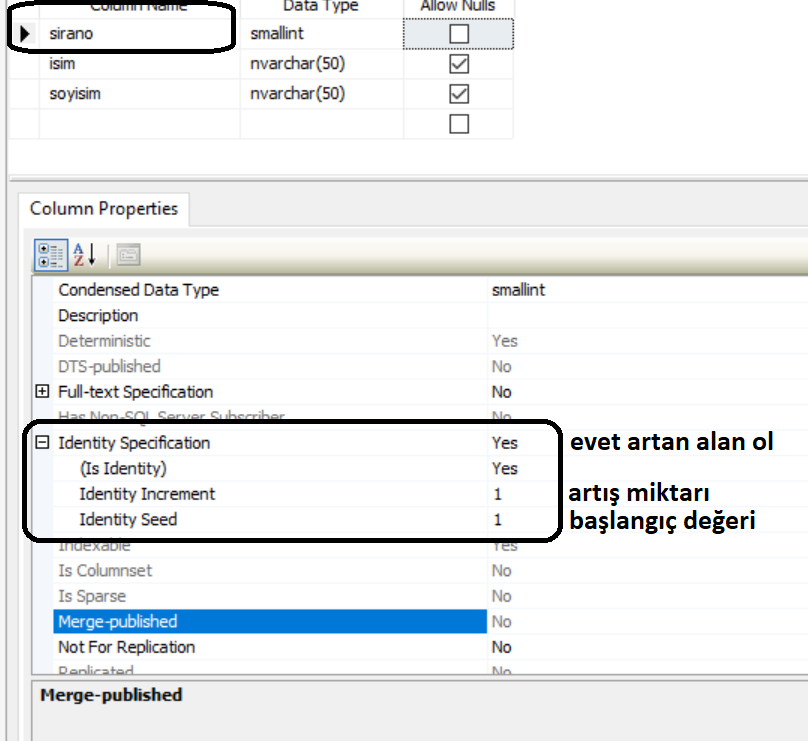 Column Name Data Type Allow Nulls
sirano smallint
isim nvarchar(50)
soyisim nvarchar(50)
Column Properties
Condensed Data Type smallint
Description
Deterministic Yes
DTS-published No
Full-text Specification No
Has Non-SQL Server Subscriber No
Identity Specification Yes evet artan alan ol
(Is Identity) Yes
Identity Increment 1 artış miktarı
Identity Seed 1 başlangıç değeri
Indexable Yes
Is Columnset No
Is Sparse No
Merge-published No
Not For Replication No
Replicated No
Merge-published